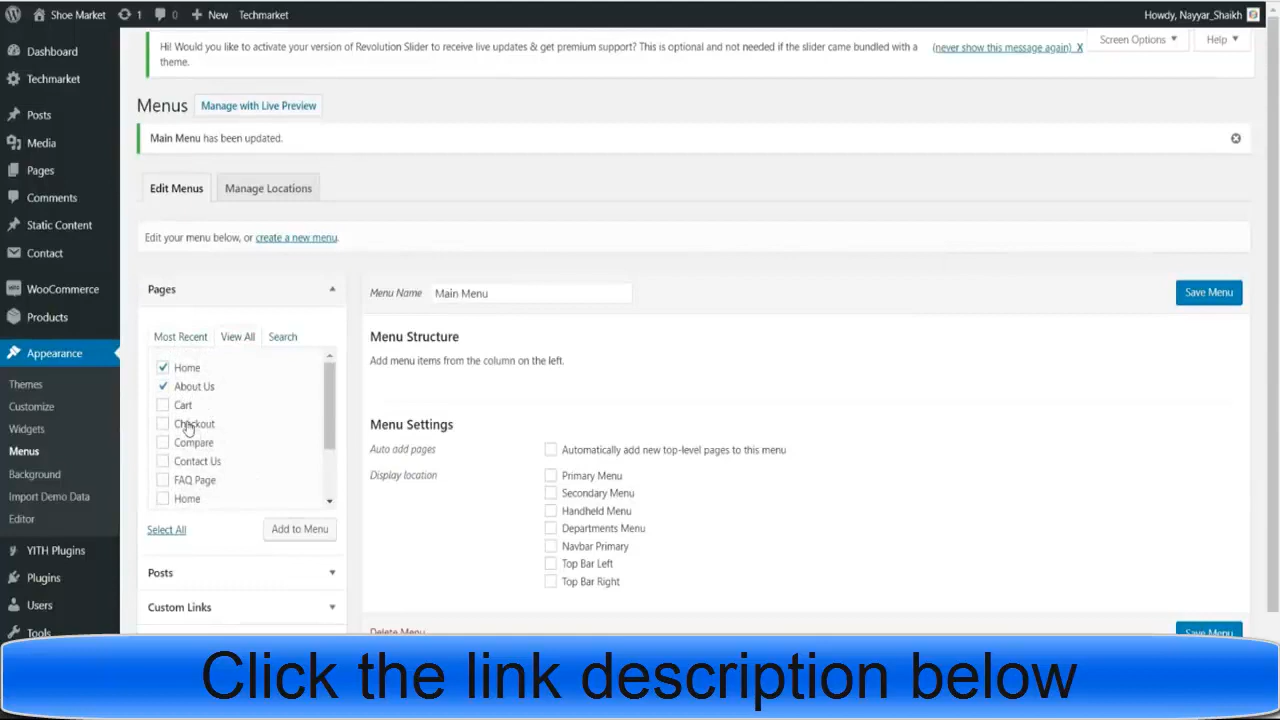 Shoe Market 1 0 New Techmarket Howdy, Nayyar_Shaikh
Dashboard
Techmarket
Posts
Media
Pages
Comments
Static Content
Contact
WooCommerce
Products
Appearance
Themes
Customize
Widgets
Menus
Background
Import Demo Data
Editor
YITH Plugins
Plugins
Users
Tools
Hi! Would you like to activate your version of Revolution Slider to receive live updates & get premium support? This is optional and not needed if the slider came bundled with a
theme.
(never show this message again) X
Screen Options
Help
Menus Manage with Live Preview
Main Menu has been updated.
Edit Menus Manage Locations
Edit your menu below, or create a new menu.
Pages
Most Recent View All Search
Home
About Us
Cart
Checkout
Compare
Contact Us
FAQ Page
Home
Select All Add to Menu
Posts
Custom Links
Menu Name Main Menu Save Menu
Menu Structure
Add menu items from the column on the left.
Menu Settings
Auto add pages Automatically add new top-level pages to this menu
Display location Primary Menu
Secondary Menu
Handheld Menu
Departments Menu
Navbar Primary
Top Bar Left
Top Bar Right
Delete Menu Save Menu
Click the link description below